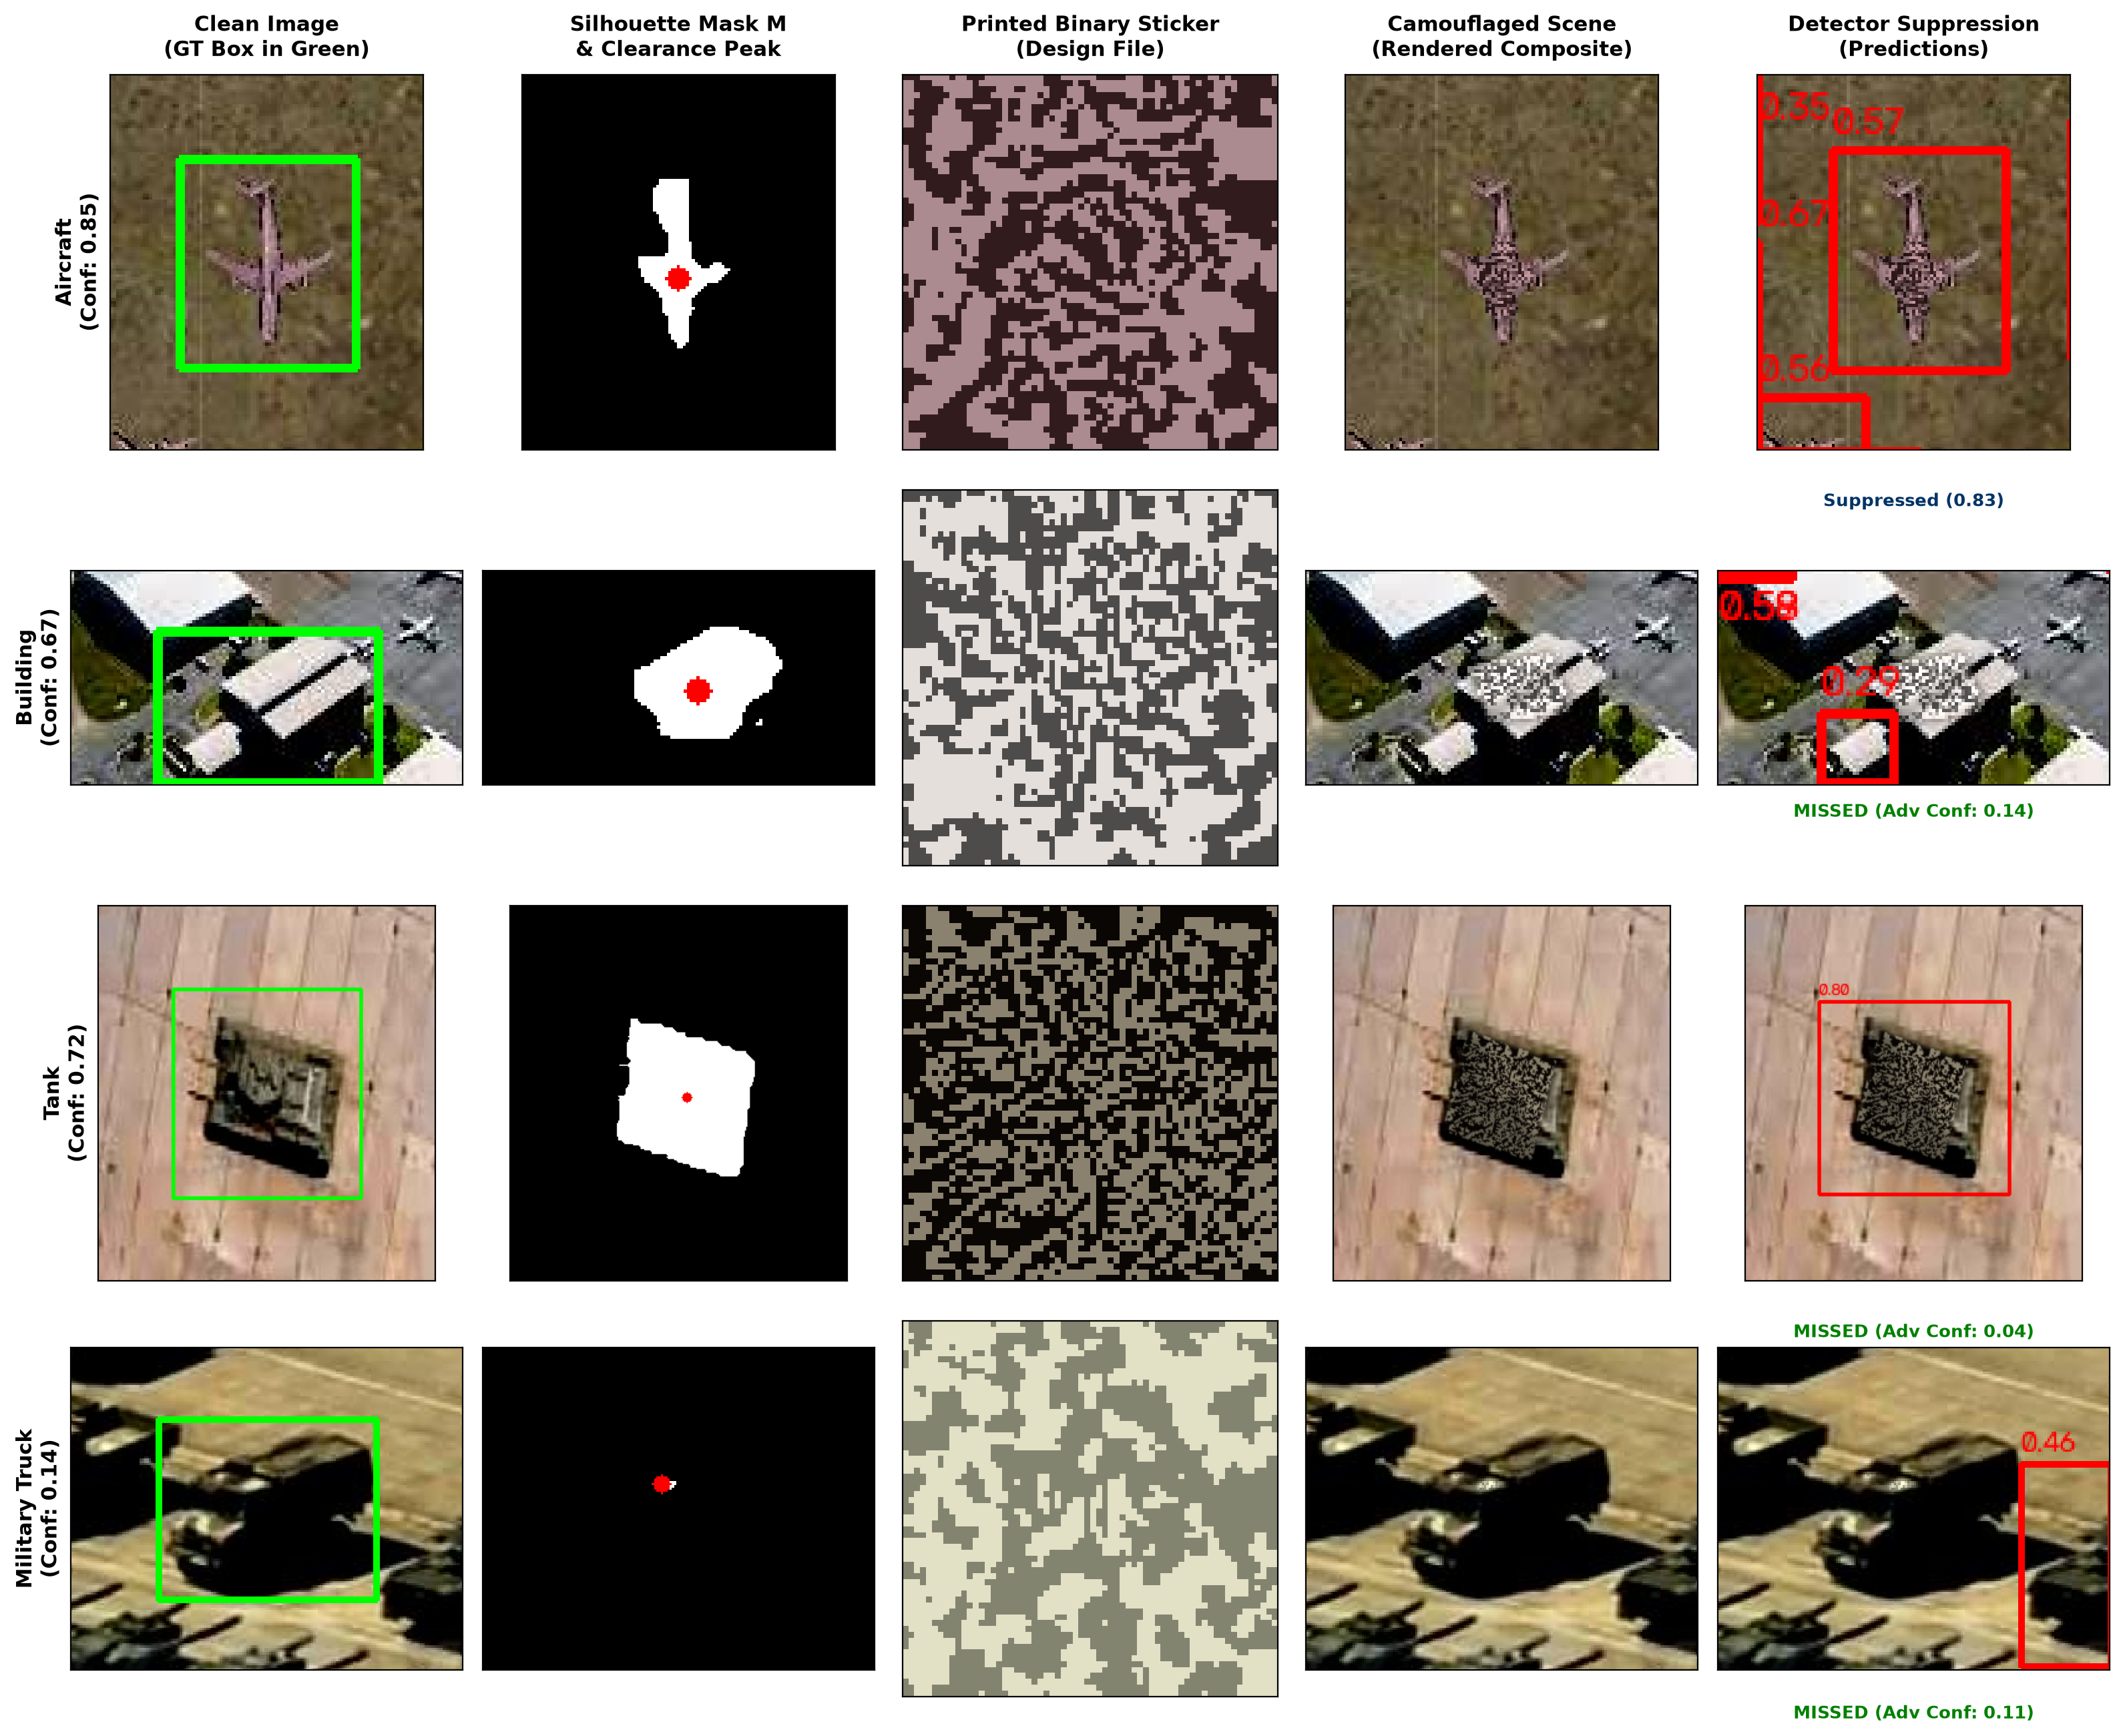 Clean Image
(GT Box in Green)
Silhouette Mask M
& Clearance Peak
Printed Binary Sticker
(Design File)
Camouflaged Scene
(Rendered Composite)
Detector Suppression
(Predictions)
Aircraft
(Conf: 0.85)
0.35
0.57
0.67
0.56
Suppressed (0.83)
Building
(Conf: 0.67)
0.29
MISSED (Adv Conf: 0.14)
Tank
(Conf: 0.72)
0.80
MISSED (Adv Conf: 0.04)
Military Truck
(Conf: 0.14)
0.46
MISSED (Adv Conf: 0.11)